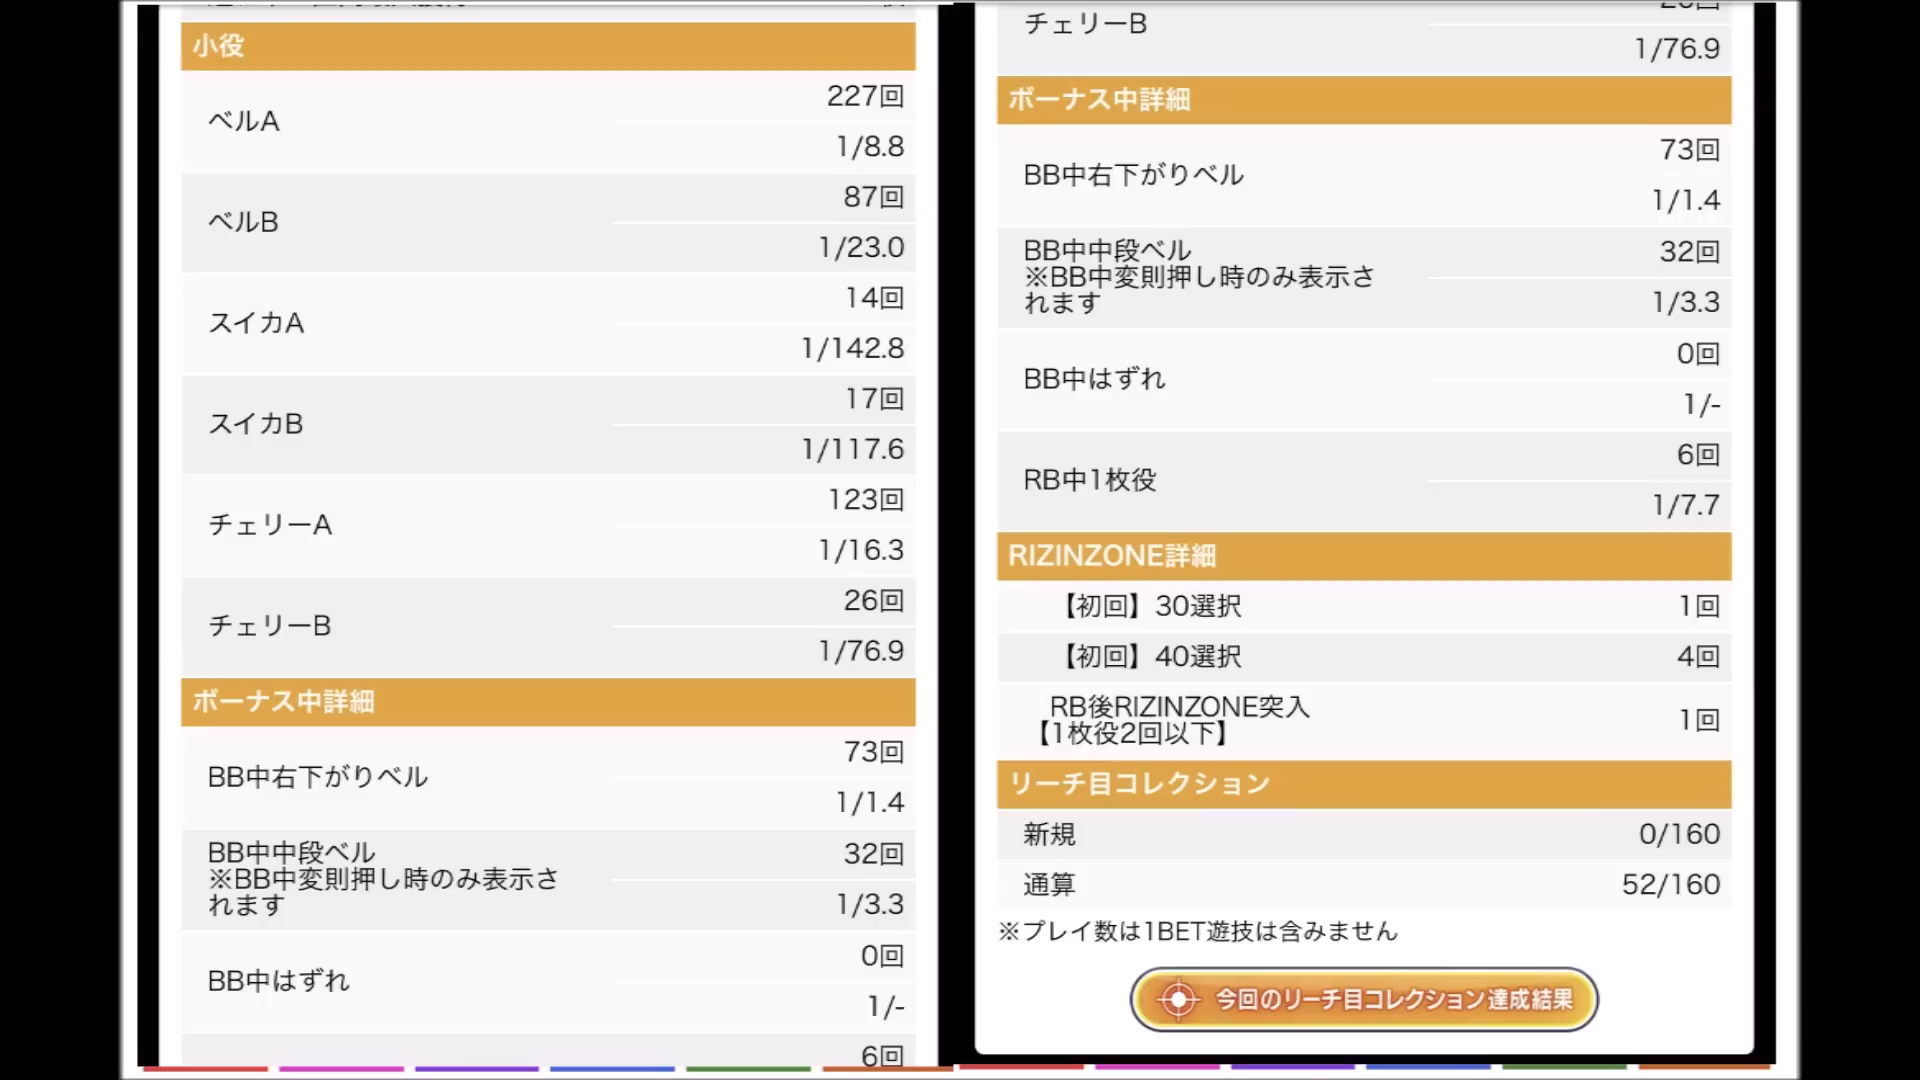 小役
ベルA
227回
1/8.8
ベルB
87回
1/23.0
スイカA
14回
1/142.8
スイカB
17回
1/117.6
チェリーA
123回
1/16.3
チェリーB
26回
1/76.9
ボーナス中詳細
BB中右下がりベル
73回
1/1.4
BB中中段ベル
※BB中変則押し時のみ表示さ
れます
32回
1/3.3
BB中はずれ
0回
1/-
6回
チェリーB
26回
1/76.9
ボーナス中詳細
BB中右下がりベル
73回
1/1.4
BB中中段ベル
※BB中変則押し時のみ表示さ
れます
32回
1/3.3
BB中はずれ
0回
1/-
RB中1枚役
6回
1/7.7
RIZINZONE詳細
【初回】30選択
1回
【初回】40選択
4回
RB後RIZINZONE突入
【1枚役2回以下】
1回
リーチ目コレクション
新規
0/160
通算
52/160
※プレイ数は1BET遊技は含みません
今回のリーチ目コレクション達成結果